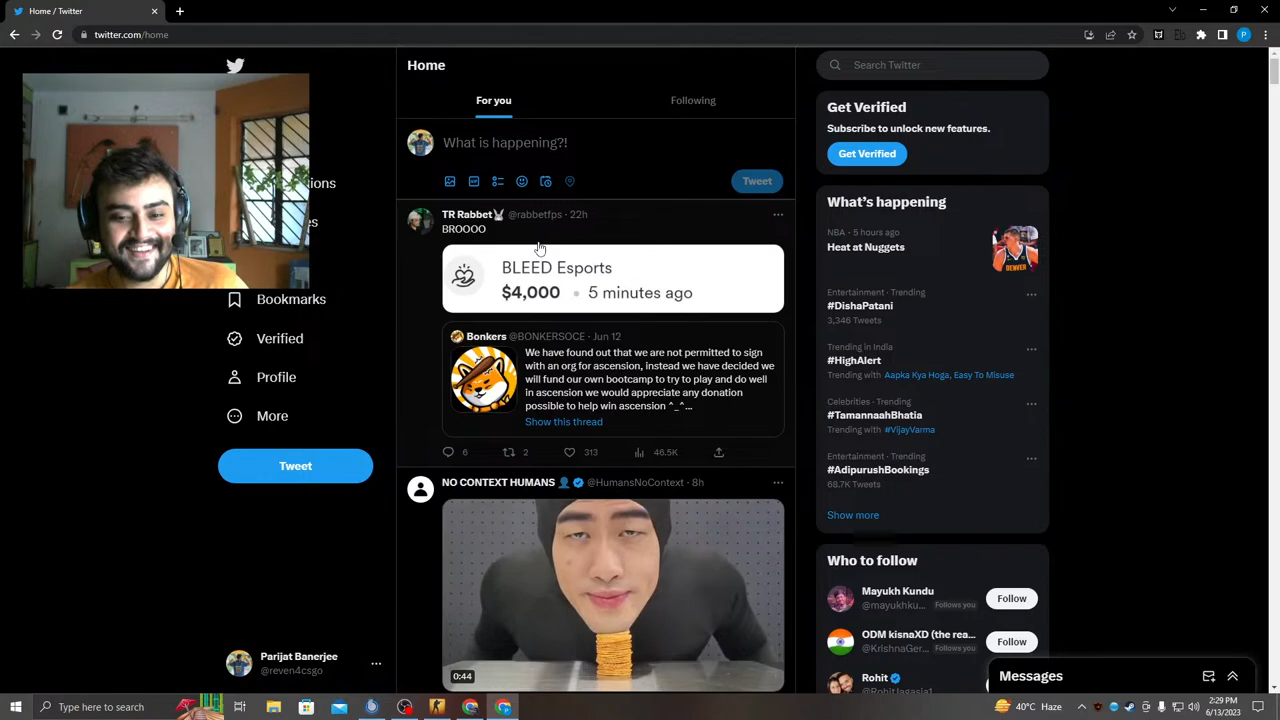 Home / Twitter
twitter.com/home
P
Home
For you
Following
What is happening?!
Tweet
TR Rabbet @rabbetfps · 22h
BROOOO
BLEED Esports
$4,000 • 5 minutes ago
Bonkers @BONKERSOCE · Jun 12
We have found out that we are not permitted to sign
with an org for ascension, instead we have decided we
will fund our own bootcamp to try to play and do well
in ascension we would appreciate any donation
possible to help win ascension ^_^...
Show this thread
6
2
313
46.5K
NO CONTEXT HUMANS 👤 @HumansNoContext · 8h
0:44
Bookmarks
Verified
Profile
More
Tweet
Parijat Banerjee
@reven4csgo
Search Twitter
Get Verified
Subscribe to unlock new features.
Get Verified
What's happening
NBA · 5 hours ago
Heat at Nuggets
Entertainment · Trending
#DishaPatani
3,346 Tweets
Trending in India
#HighAlert
Trending with Aapka Kya Hoga, Easy To Misuse
Celebrities · Trending
#TamannaahBhatia
Trending with #VijayVarma
Entertainment · Trending
#AdipurushBookings
68.7K Tweets
Show more
Who to follow
Mayukh Kundu
@mayukhku... Follows you
Follow
ODM kisnaXD (the rea...
@KrishnaGer... Follows you
Follow
Rohit
Messages
Type here to search
40°C Haze
2:29 PM
6/13/2023